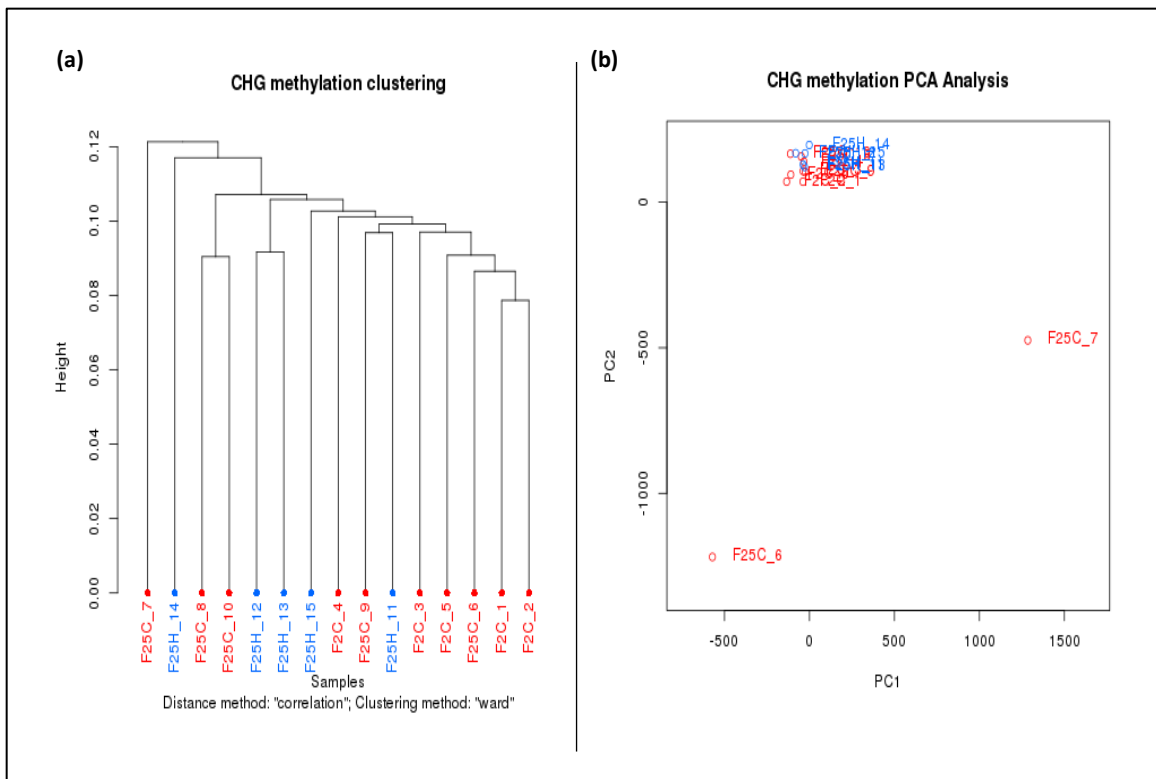 (a)
CHG methylation clustering
0.12
0.10
0.08
0.06
0.04
0.02
0.00
Height
F25C_7
F25H_14
F25C_8
F25C_10
F25H_12
F25H_13
F25H_15
F2C_4
F25C_9
F25H_11
F2C_3
F2C_5
F25C_6
F2C_1
F2C_2
Samples
Distance method: "correlation"; Clustering method: "ward"
(b)
CHG methylation PCA Analysis
F25H_14
0
F25C_7
-500
PC2
-1000
F25C_6
-500
0
500
1000
1500
PC1